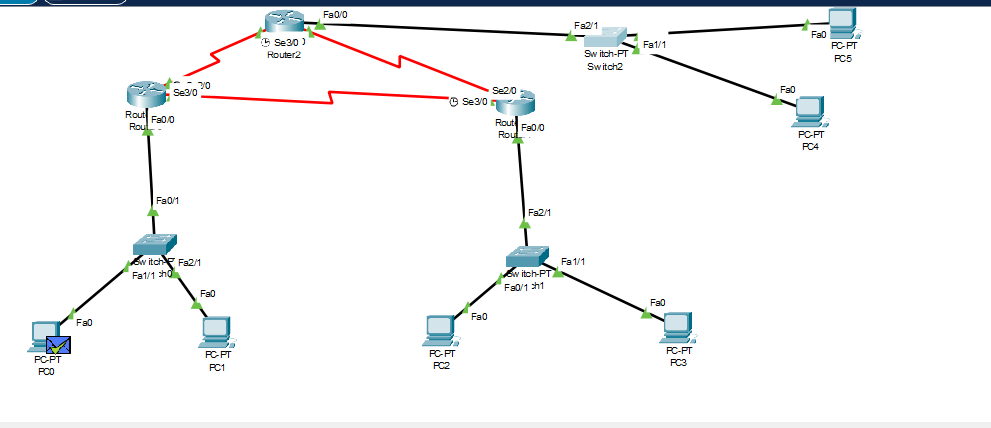 Fa0/0
Se3/0
Router2
Fa2/1
Switch-PT
Switch2
Fa1/1
Fa0
PC-PT
PC5
Fa0
PC-PT
PC4
Se3/0
Fa0/0
Se2/0
Se3/0
Fa0/0
Fa0/1
Fa1/1
Fa2/1
Fa0
PC-PT
PC0
Fa0
PC-PT
PC1
Fa2/1
Switch-PT
Fa0/1
Fa1/1
Fa0
PC-PT
PC2
Fa0
PC-PT
PC3